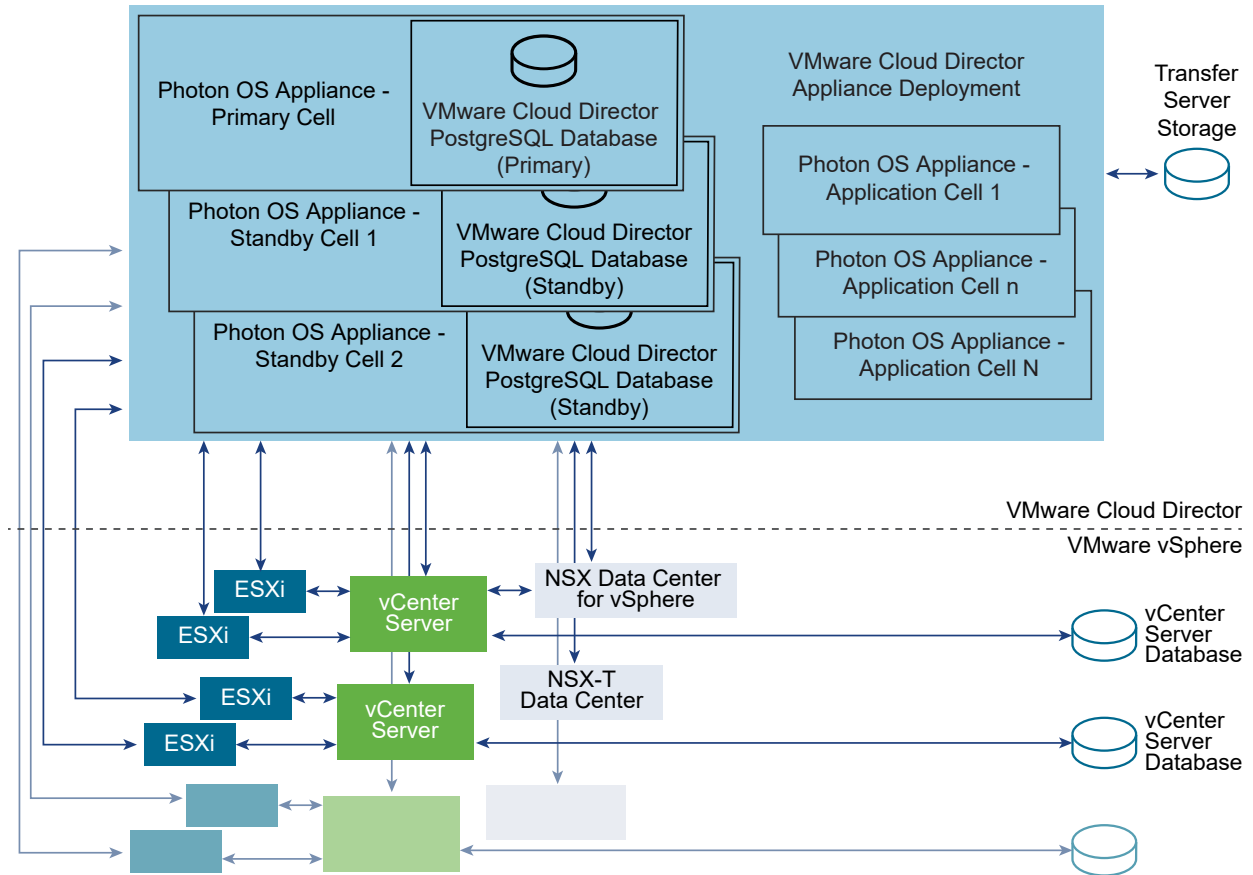 Photon OS Appliance -
Primary Cell
VMware Cloud Director
PostgreSQL Database
(Primary)
VMware Cloud Director
Appliance Deployment
Transfer
Server
Storage
Photon OS Appliance -
Standby Cell 1
VMware Cloud Director
PostgreSQL Database
(Standby)
Photon OS Appliance -
Application Cell 1
Photon OS Appliance -
Application Cell n
Photon OS Appliance -
Application Cell N
Photon OS Appliance -
Standby Cell 2
VMware Cloud Director
PostgreSQL Database
(Standby)
VMware Cloud Director
VMware vSphere
ESXi
ESXi
vCenter
Server
NSX Data Center
for vSphere
vCenter
Server
Database
ESXi
ESXi
vCenter
Server
NSX-T
Data Center
vCenter
Server
Database